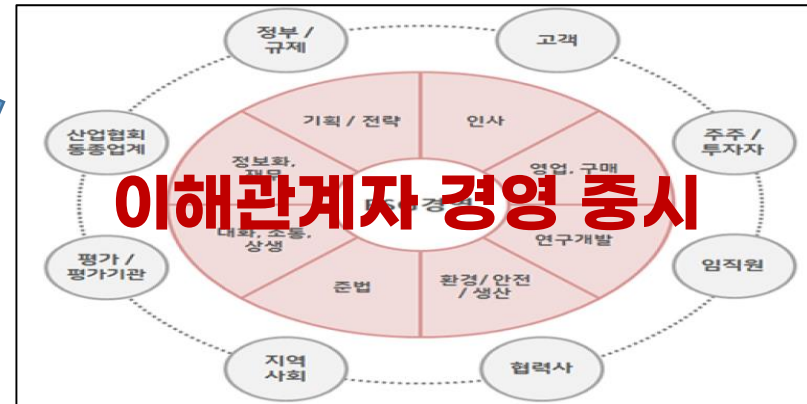 정부 /
규제
고객
기획 / 전략
인사
산업협회
동종업계
주주 /
투자자
정보화,
영업, 구매
이해관계자 경영 중시
대화, 소통,
상생
연구개발
평가 /
평가기관
임직원
준법
환경/ 안전
/ 생산
지역
사회
협력사